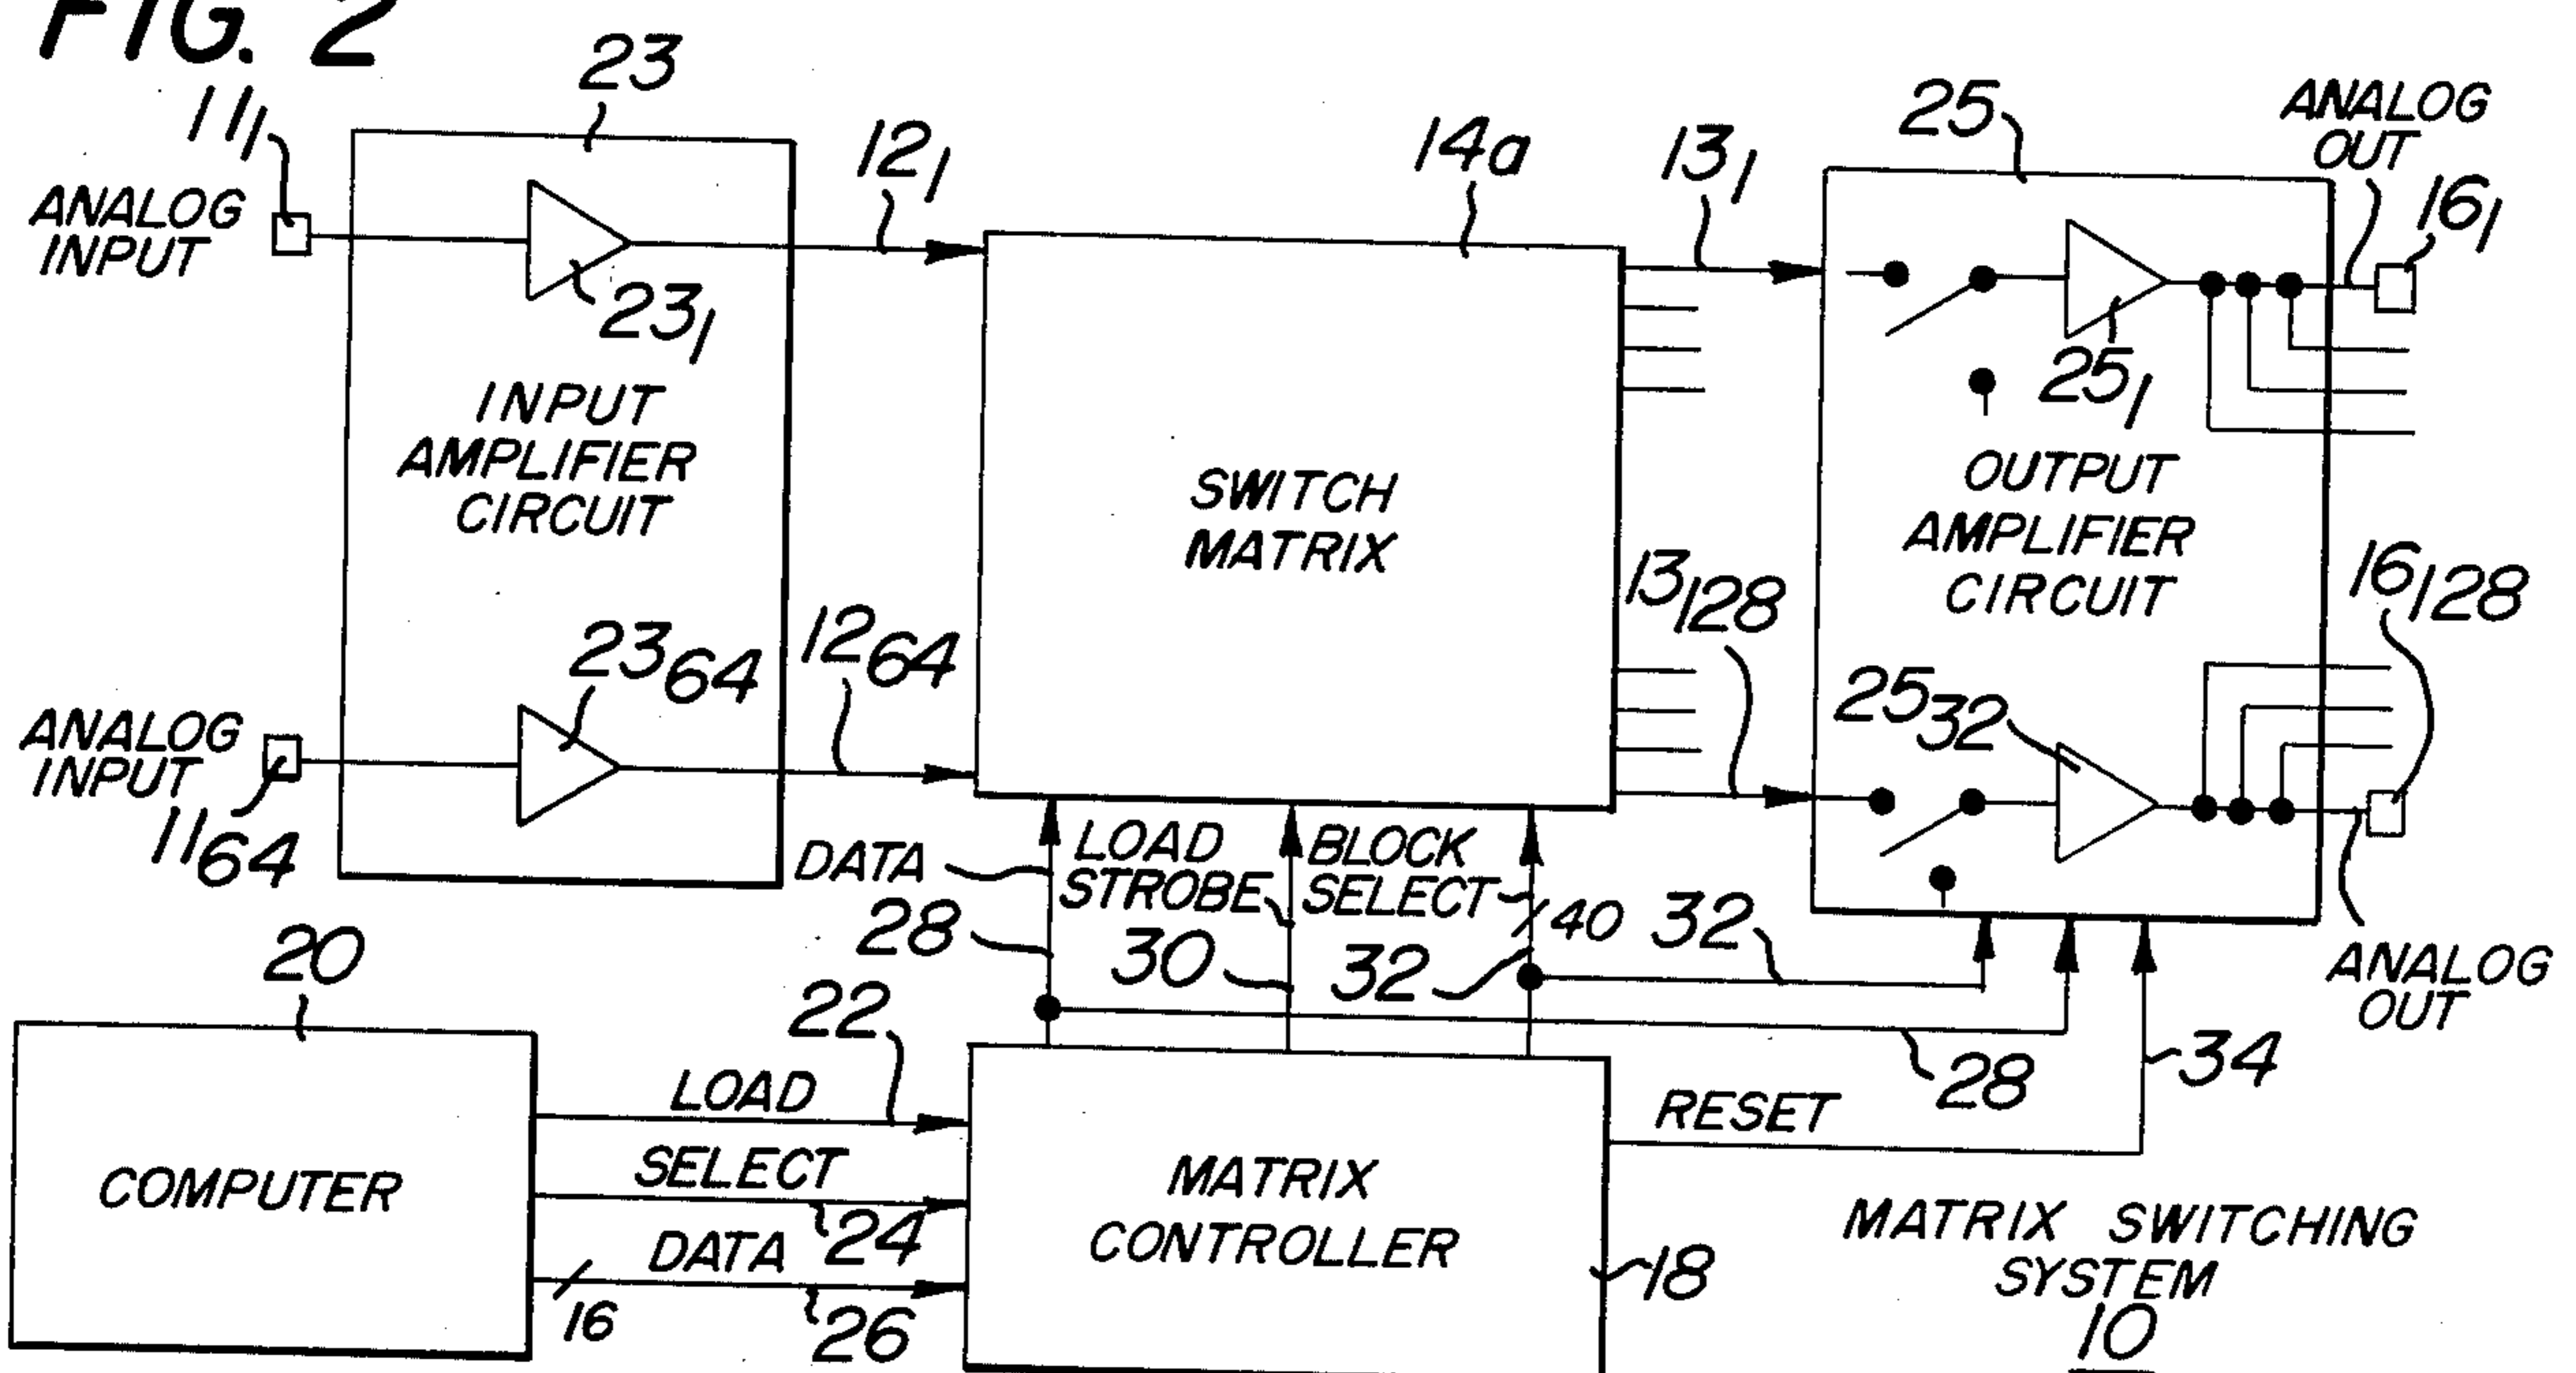 FIG. 2
23
11₁
ANALOG
INPUT
12₁
23₁
INPUT
AMPLIFIER
CIRCUIT
14a
SWITCH
MATRIX
13₁
25
ANALOG
OUT
16₁
25₁
OUTPUT
AMPLIFIER
CIRCUIT
13₁₂₈
16₁₂₈
23₆₄
12₆₄
25₃₂
ANALOG
INPUT
11₆₄
DATA
LOAD
STROBE
BLOCK
SELECT
40
28
30
32
32
ANALOG
OUT
20
22
28
34
COMPUTER
LOAD
SELECT
24
DATA
16
26
MATRIX
CONTROLLER
18
RESET
MATRIX SWITCHING
SYSTEM
10